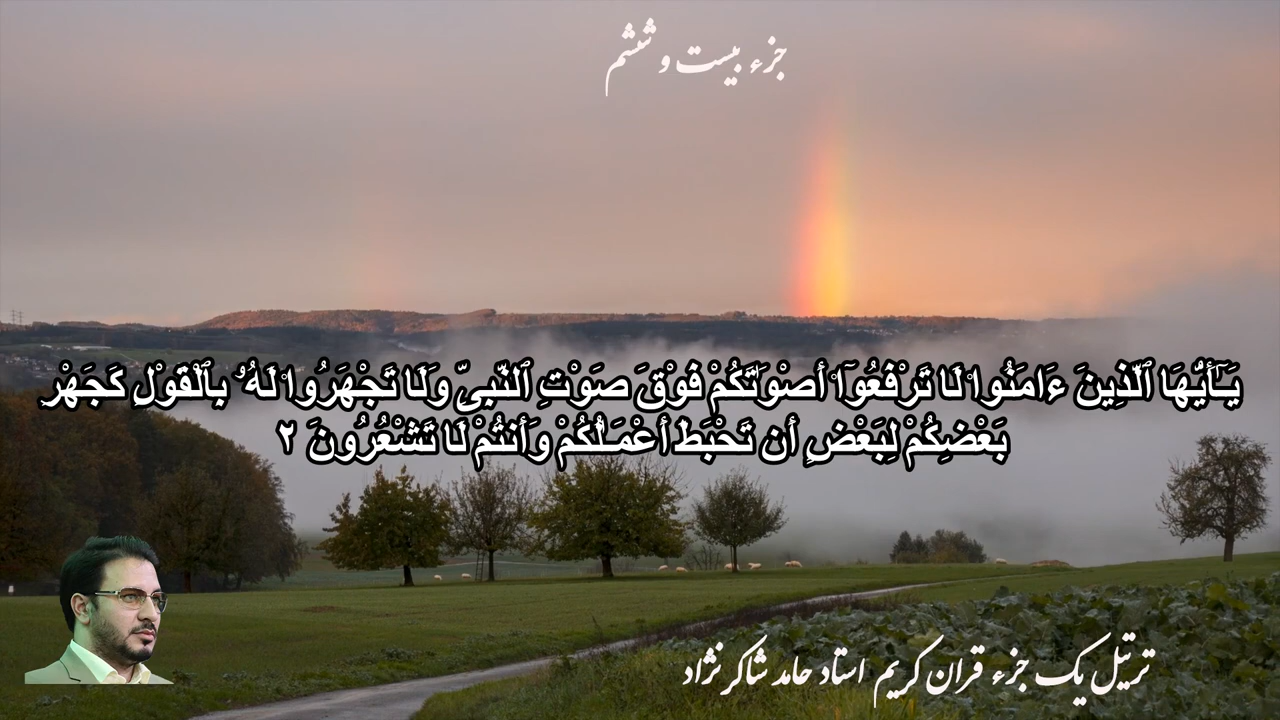 جزء بیست و ششم
يَـٰٓأَيُّهَا ٱلَّذِينَ ءَامَنُوا۟ لَا تَرْفَعُوٓا۟ أَصْوَٰتَكُمْ فَوْقَ صَوْتِ ٱلنَّبِىِّ وَلَا تَجْهَرُوا۟ لَهُۥ بِٱلْقَوْلِ كَجَهْرِ
بَعْضِكُمْ لِبَعْضٍ أَن تَحْبَطَ أَعْمَـٰلُكُمْ وَأَنتُمْ لَا تَشْعُرُونَ ٢
ترتیل یک جزء قران کریم استاد حامد شاکرنژاد